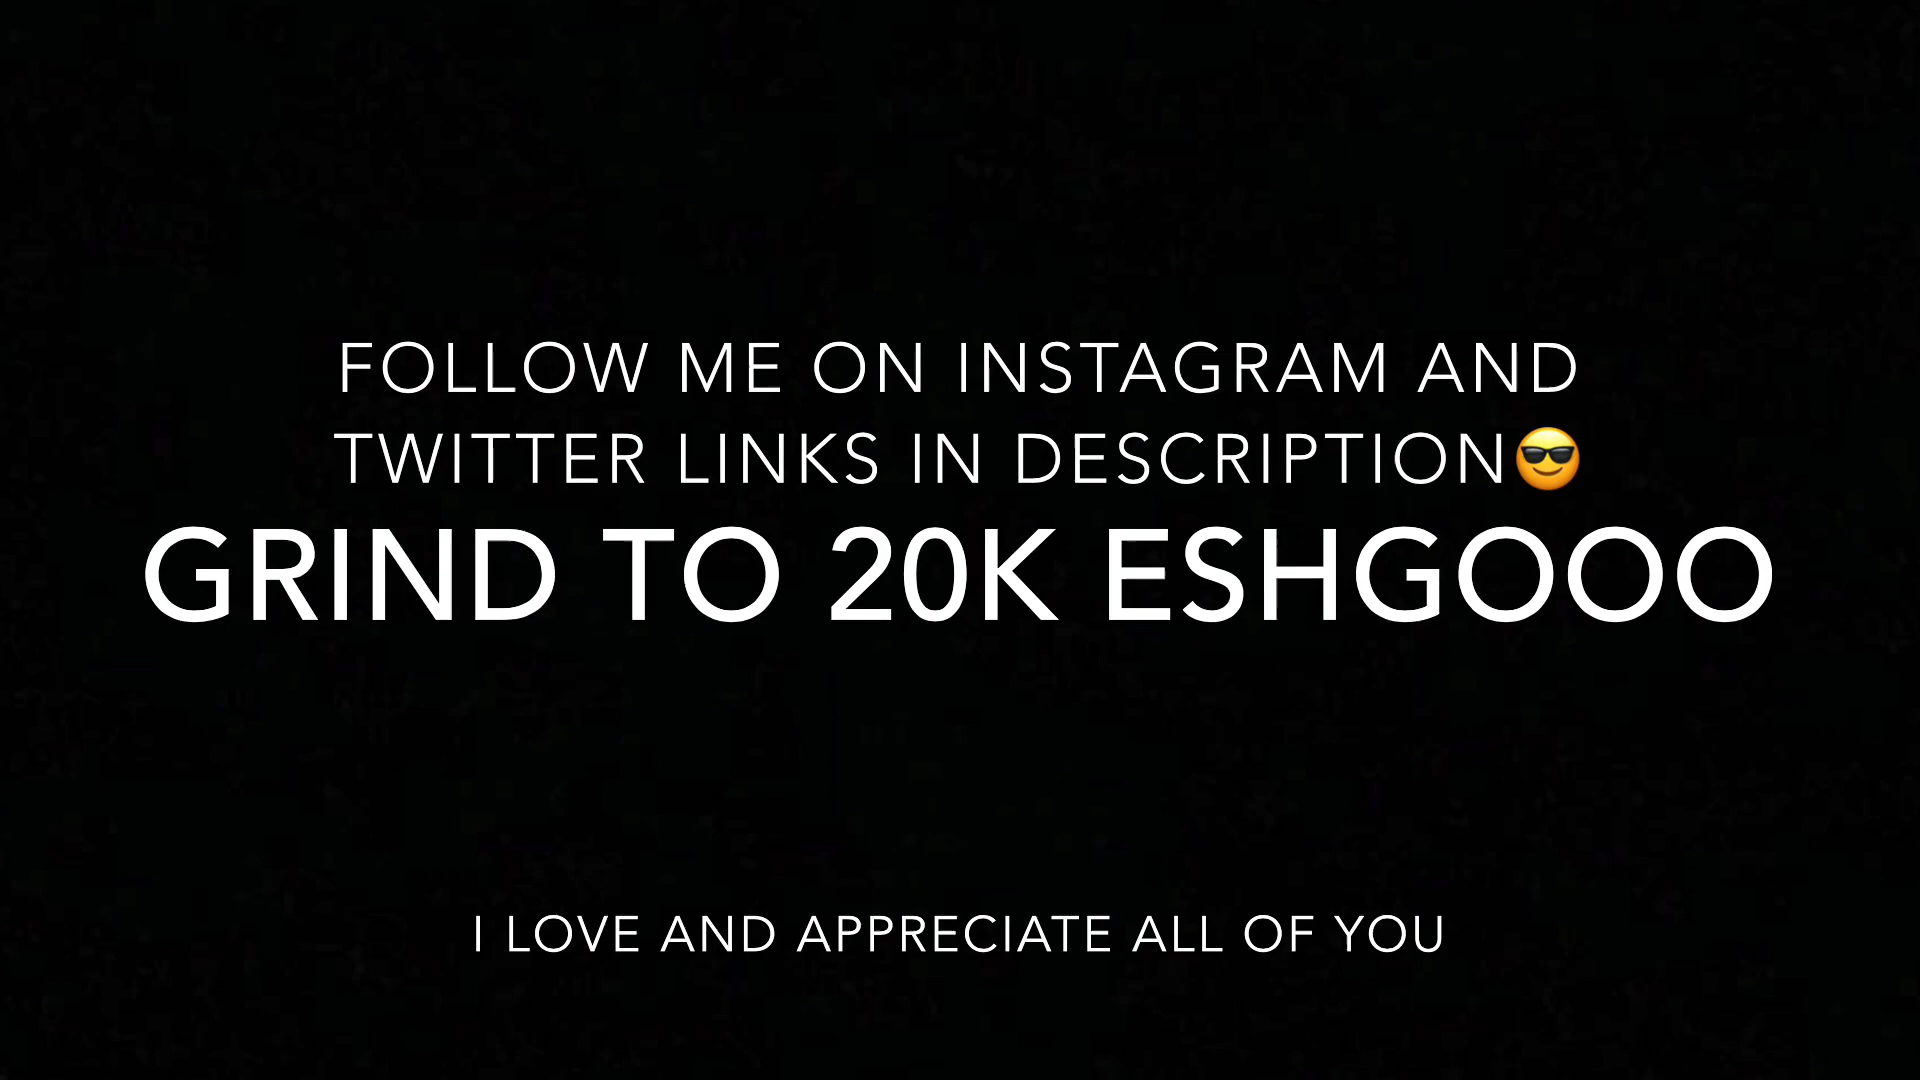 FOLLOW ME ON INSTAGRAM AND
TWITTER LINKS IN DESCRIPTION😎
GRIND TO 20K ESHGOOO
I LOVE AND APPRECIATE ALL OF YOU